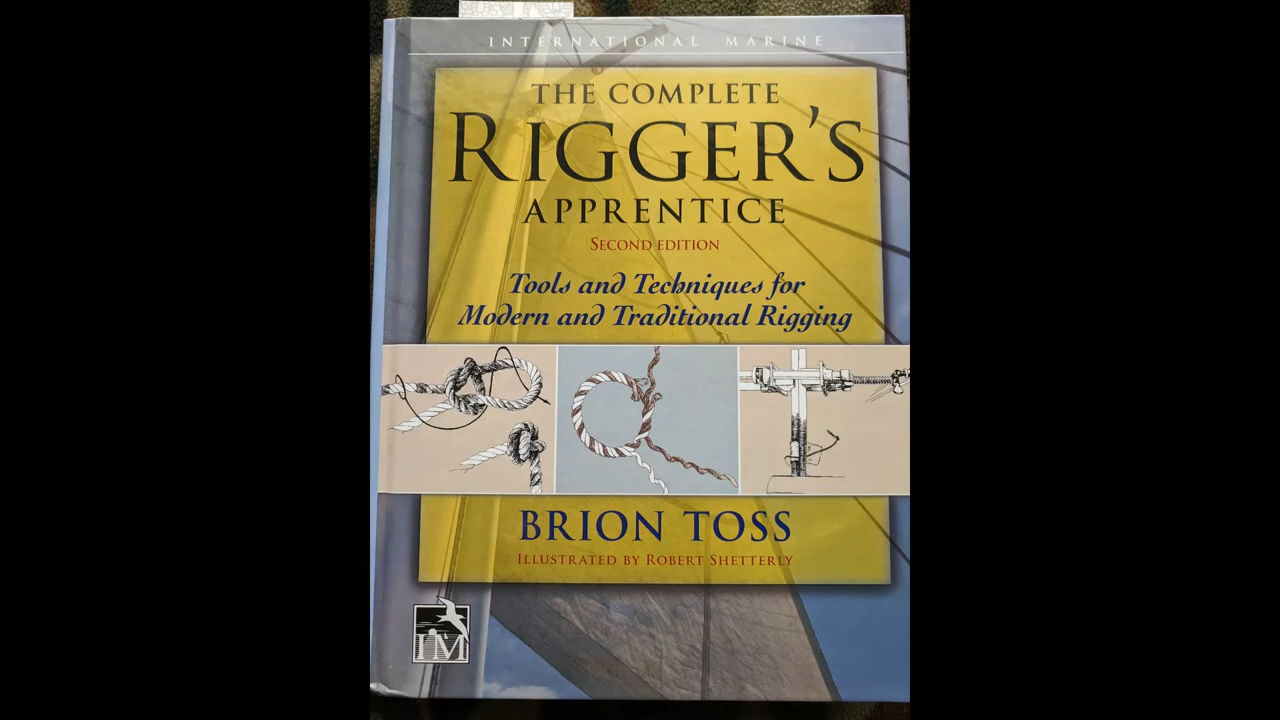 INTERNATIONAL MARINE
THE COMPLETE
RIGGER'S
APPRENTICE
SECOND EDITION
Tools and Techniques for
Modern and Traditional Rigging
BRION TOSS
ILLUSTRATED BY ROBERT SHETTERLY
IM